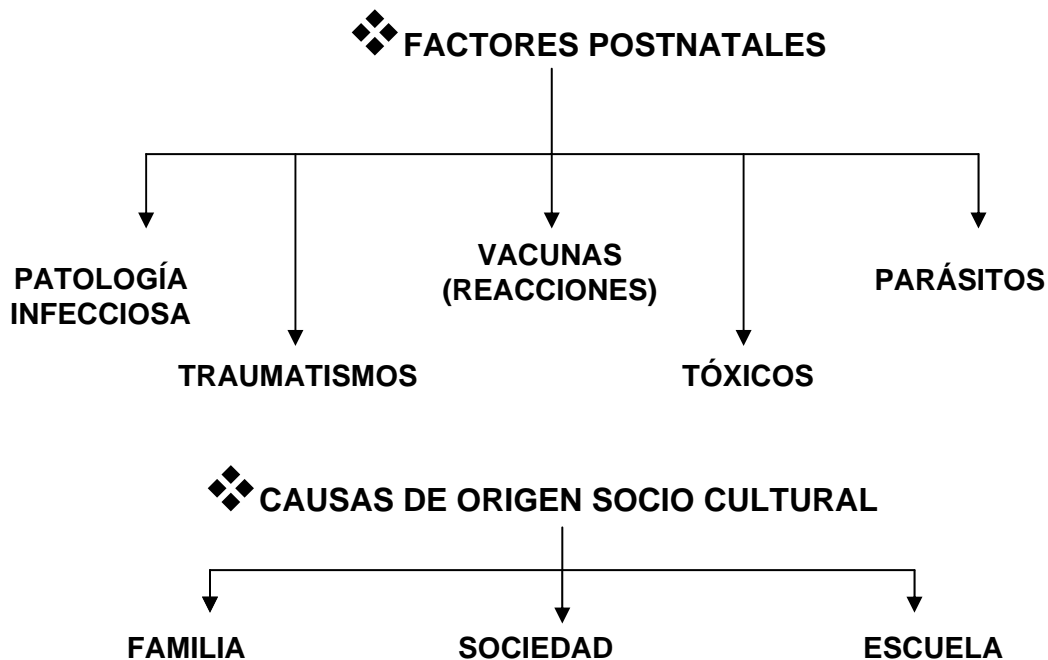 ❖FACTORES POSTNATALES
PATOLOGÍA
INFECCIOSA
VACUNAS
(REACCIONES)
PARÁSITOS
TRAUMATISMOS
TÓXICOS
❖CAUSAS DE ORIGEN SOCIO CULTURAL
FAMILIA
SOCIEDAD
ESCUELA